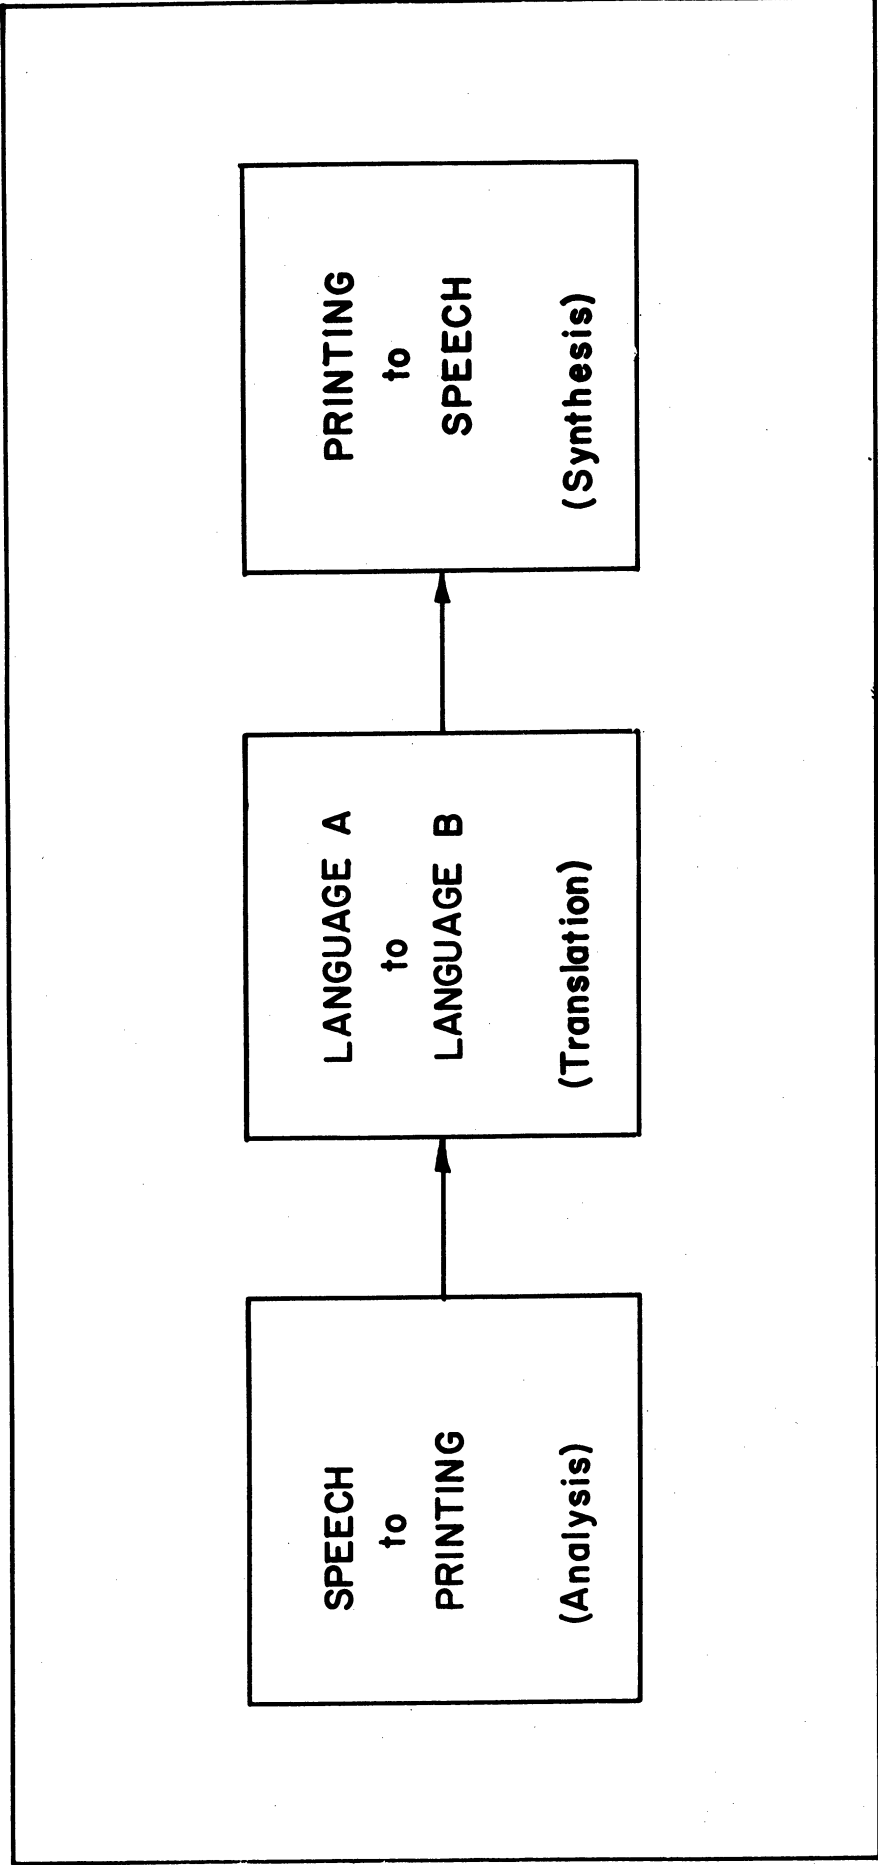 SPEECH
to
PRINTING
(Analysis)
LANGUAGE A
to
LANGUAGE B
(Translation)
PRINTING
to
SPEECH
(Synthesis)